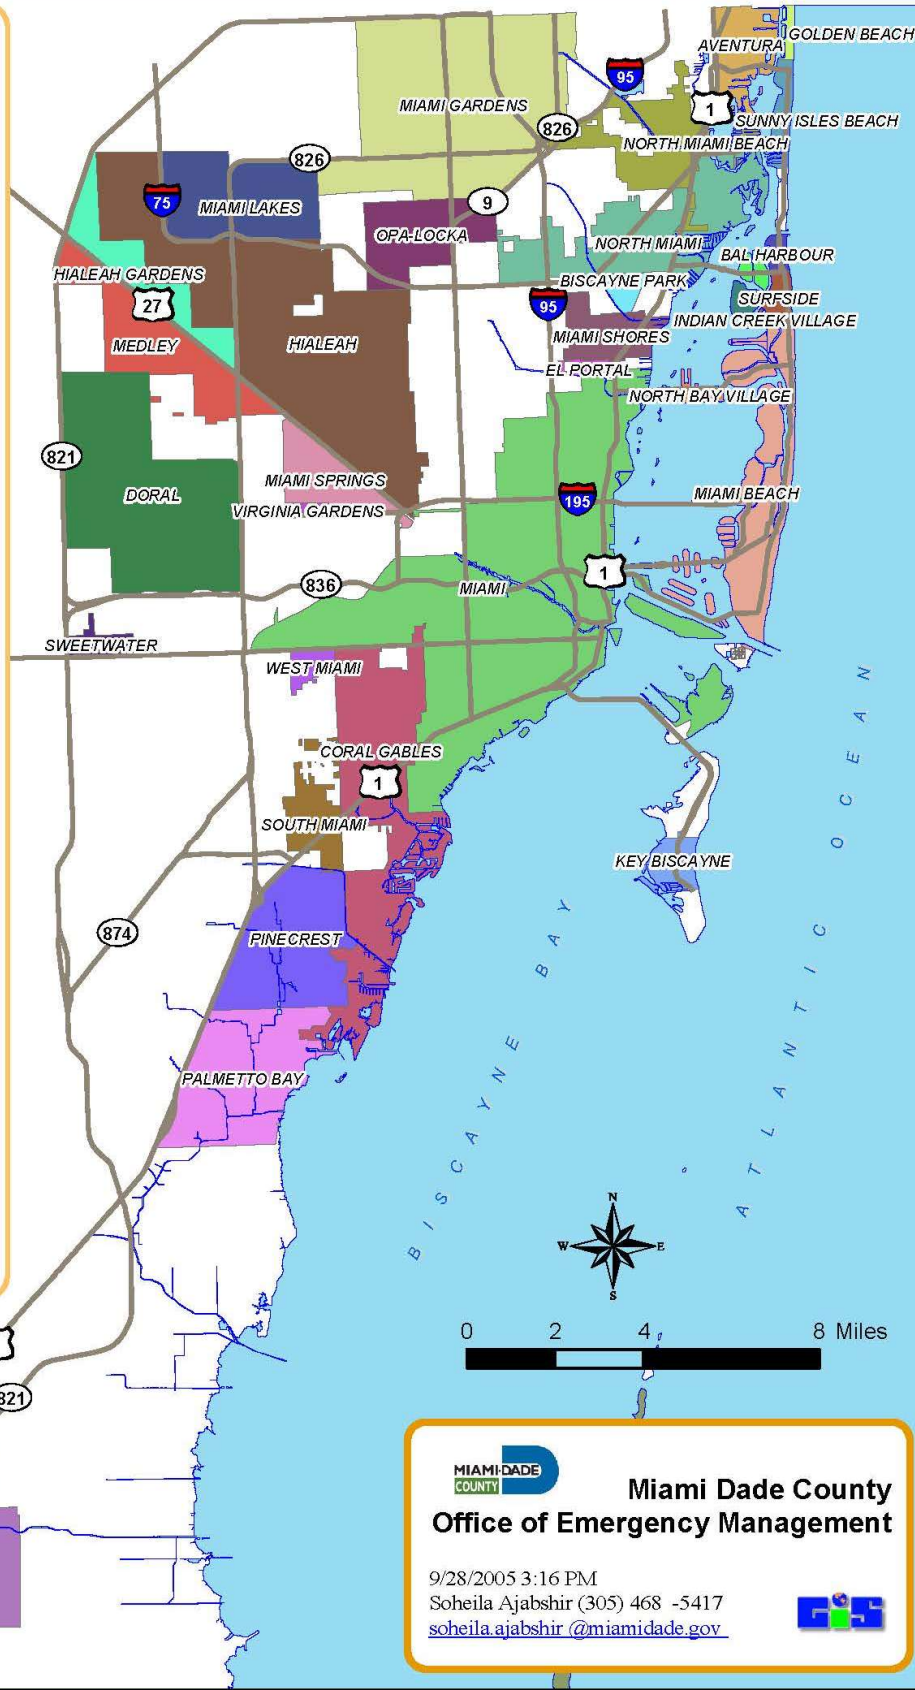 GOLDEN BEACH
AVENTURA
95
1
MIAMI GARDENS
826
SUNNY ISLES BEACH
NORTH MIAMI BEACH
826
75
MIAMI LAKES
9
OPA-LOCKA
NORTH MIAMI
BAL HARBOUR
HIALEAH GARDENS
BISCAYNE PARK
27
95
SURFSIDE
INDIAN CREEK VILLAGE
MEDLEY
HIALEAH
MIAMI SHORES
EL PORTAL
NORTH BAY VILLAGE
821
MIAMI SPRINGS
DORAL
195
MIAMI BEACH
VIRGINIA GARDENS
1
836
MIAMI
SWEETWATER
WEST MIAMI
CORAL GABLES
1
SOUTH MIAMI
KEY BISCAYNE
874
PINECREST
PALMETTO BAY
BISCAYNE BAY
ATLANTIC OCEAN
N
W E
S
0 2 4 8 Miles
821
MIAMI-DADE
COUNTY
Miami Dade County
Office of Emergency Management
9/28/2005 3:16 PM
Soheila Ajabshir (305) 468 -5417
soheila.ajabshir @miamidade.gov
GIS